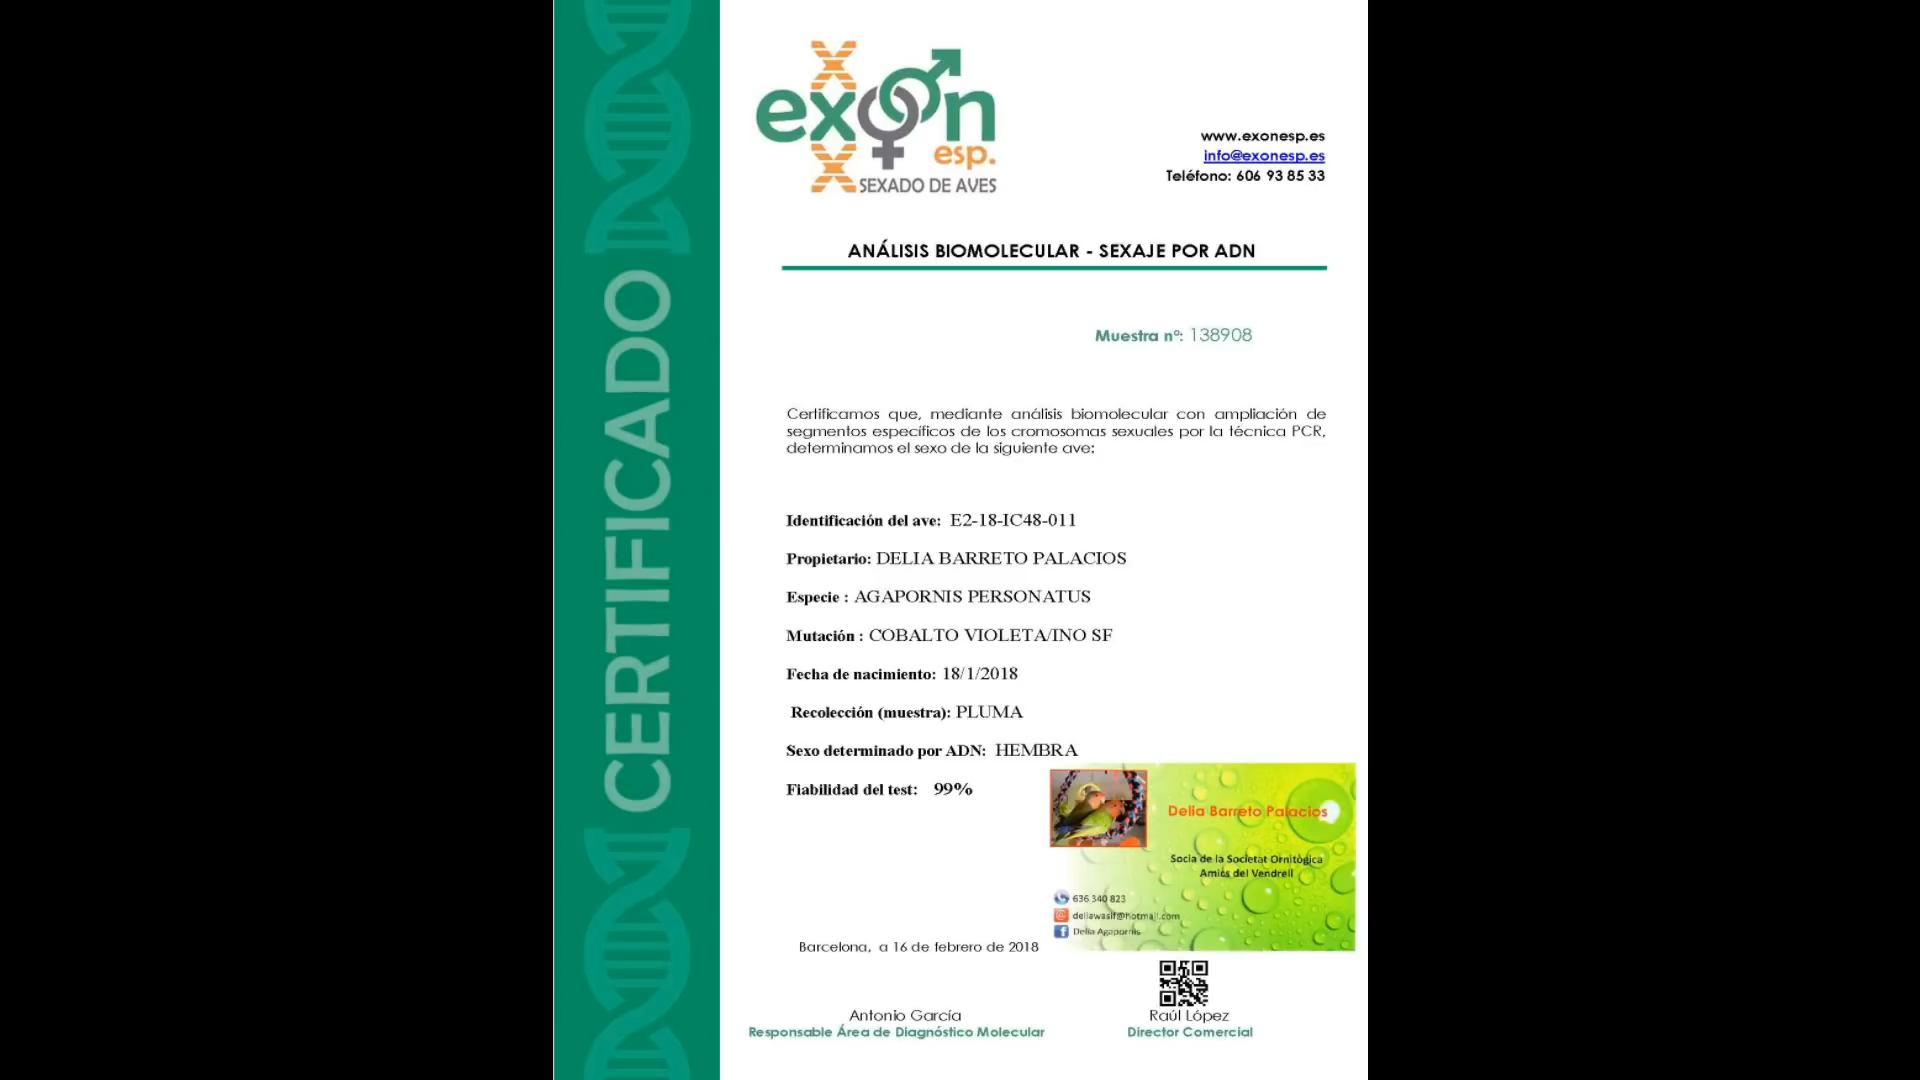 CERTIFICADO
exon
esp.
SEXADO DE AVES
www.exonesp.es
info@exonesp.es
Teléfono: 606 93 85 33
ANÁLISIS BIOMOLECULAR - SEXAJE POR ADN
Muestra nº: 138908
Certificamos que, mediante análisis biomolecular con ampliación de
segmentos específicos de los cromosomas sexuales por la técnica PCR,
determinamos el sexo de la siguiente ave:
Identificación del ave: E2-18-IC48-011
Propietario: DELIA BARRETO PALACIOS
Especie : AGAPORNIS PERSONATUS
Mutación : COBALTO VIOLETA/INO SF
Fecha de nacimiento: 18/1/2018
Recolección (muestra): PLUMA
Sexo determinado por ADN: HEMBRA
Fiabilidad del test: 99%
Delia Barreto Palacios
Socia de la Societat Ornitògica
Amics del Vendrell
636 340 823
deliawasif@hotmail.com
Delia Agapornis
Barcelona, a 16 de febrero de 2018
Antonio García
Responsable Área de Diagnóstico Molecular
Raúl López
Director Comercial